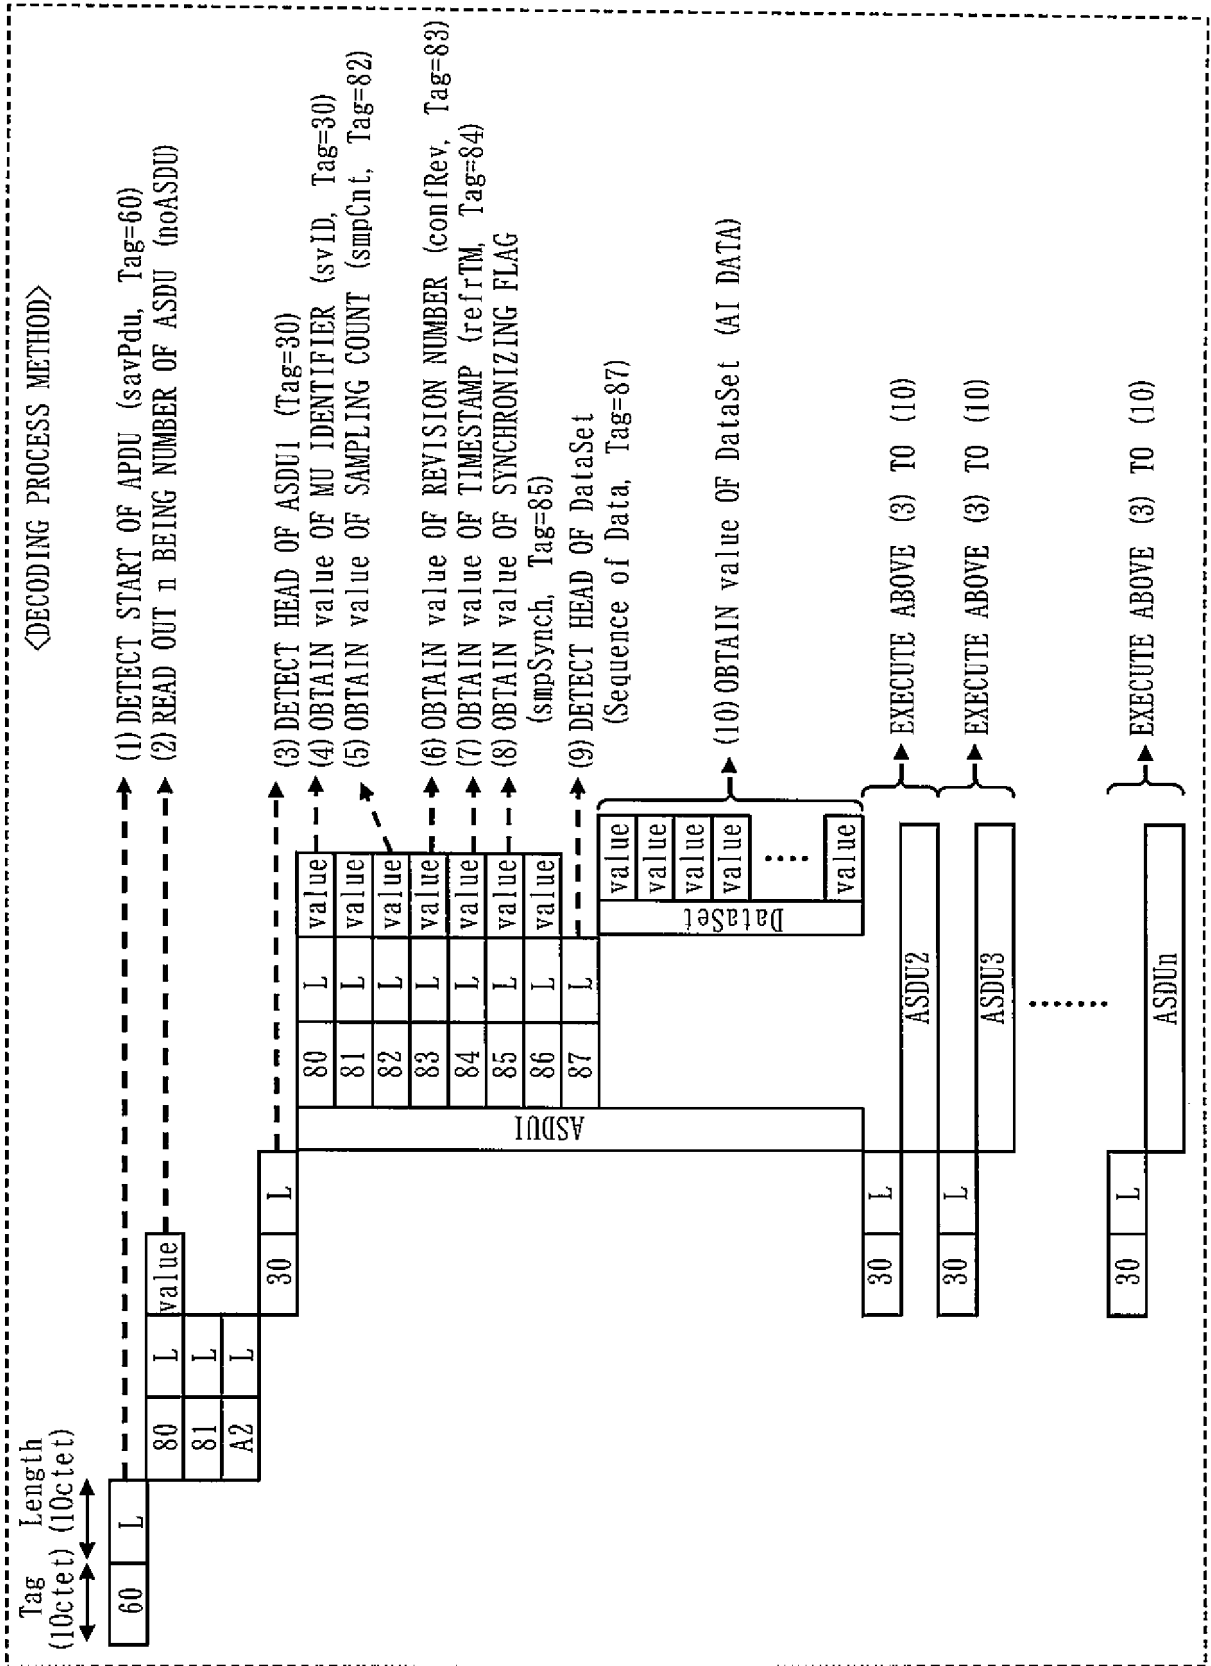 <DECODING PROCESS METHOD>
Tag Length
(1Octet) (1Octet)
60 L
(1) DETECT START OF APDU (savPdu, Tag=60)
80 L value
(2) READ OUT n BEING NUMBER OF ASDU (noASDU)
81 L
A2 L
30 L
(3) DETECT HEAD OF ASDU1 (Tag=30)
ASDU1
80 L value
(4) OBTAIN value OF MU IDENTIFIER (svID, Tag=30)
81 L value
82 L value
(5) OBTAIN value OF SAMPLING COUNT (smpCnt, Tag=82)
83 L value
(6) OBTAIN value OF REVISION NUMBER (confRev, Tag=83)
84 L value
(7) OBTAIN value OF TIMESTAMP (refrTM, Tag=84)
85 L value
(8) OBTAIN value OF SYNCHRONIZING FLAG
(smpSynch, Tag=85)
86 L value
87 L
(9) DETECT HEAD OF DataSet
(Sequence of Data, Tag=87)
DataSet
value
value
value
value
....
value
(10) OBTAIN value OF DataSet (AI DATA)
30 L
ASDU2
EXECUTE ABOVE (3) TO (10)
30 L
ASDU3
EXECUTE ABOVE (3) TO (10)
.......
30 L
ASDUn
EXECUTE ABOVE (3) TO (10)